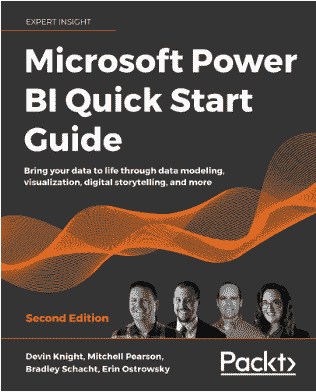 EXPERT INSIGHT
Microsoft Power
BI Quick Start
Guide
Bring your data to life through data modeling,
visualization, digital storytelling, and more
Second Edition
Devin Knight, Mitchell Pearson,
Bradley Schacht, Erin Ostrowsky
Packt>